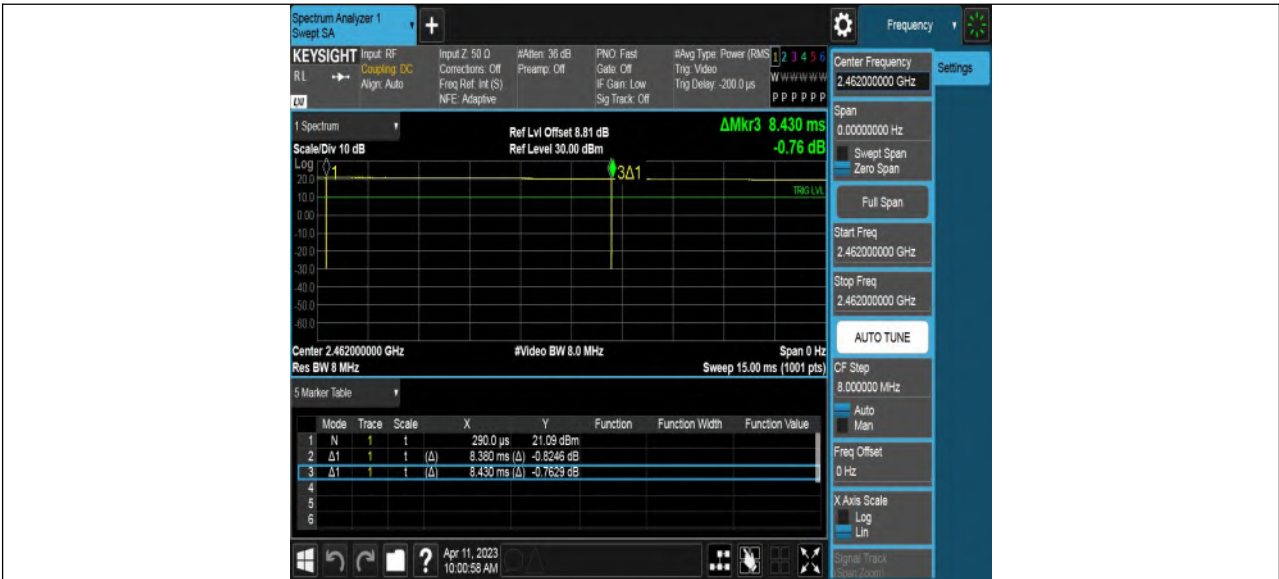 Spectrum Analyzer 1
Swept SA
+
Frequency
KEYSIGHT Input: RF Input Z: 50 Ω #Atten: 36 dB PNO: Fast #Avg Type: Power (RMS 1 2 3 4 5 6
RL Coupling: DC Corrections: Off Preamp: Off Gate: Off Trig: Video W W W W W W
Align: Auto Freq Ref: Int (S) IF Gain: Low Trig Delay: -200.0 µs
LXI NFE: Adaptive Sig Track: Off P P P P P P
1 Spectrum
Ref Lvl Offset 8.81 dB
ΔMkr3 8.430 ms
Scale/Div 10 dB
Ref Level 30.00 dBm
-0.76 dB
Log
1
3Δ1
20.0
10.0
TRIG LVL
0.00
-10.0
-20.0
-30.0
-40.0
-50.0
-60.0
Center 2.462000000 GHz
#Video BW 8.0 MHz
Span 0 Hz
Res BW 8 MHz
Sweep 15.00 ms (1001 pts)
5 Marker Table
Mode Trace Scale X Y Function Function Width Function Value
1 N 1 t 290.0 µs 21.09 dBm
2 Δ1 1 t (Δ) 8.380 ms (Δ) -0.8246 dB
3 Δ1 1 t (Δ) 8.430 ms (Δ) -0.7629 dB
4
5
6
?
Apr 11, 2023
10:00:58 AM
Center Frequency
2.462000000 GHz
Settings
Span
0.00000000 Hz
Swept Span
Zero Span
Full Span
Start Freq
2.462000000 GHz
Stop Freq
2.462000000 GHz
AUTO TUNE
CF Step
8.000000 MHz
Auto
Man
Freq Offset
0 Hz
X Axis Scale
Log
Lin
Signal Track
(Span Zoom)